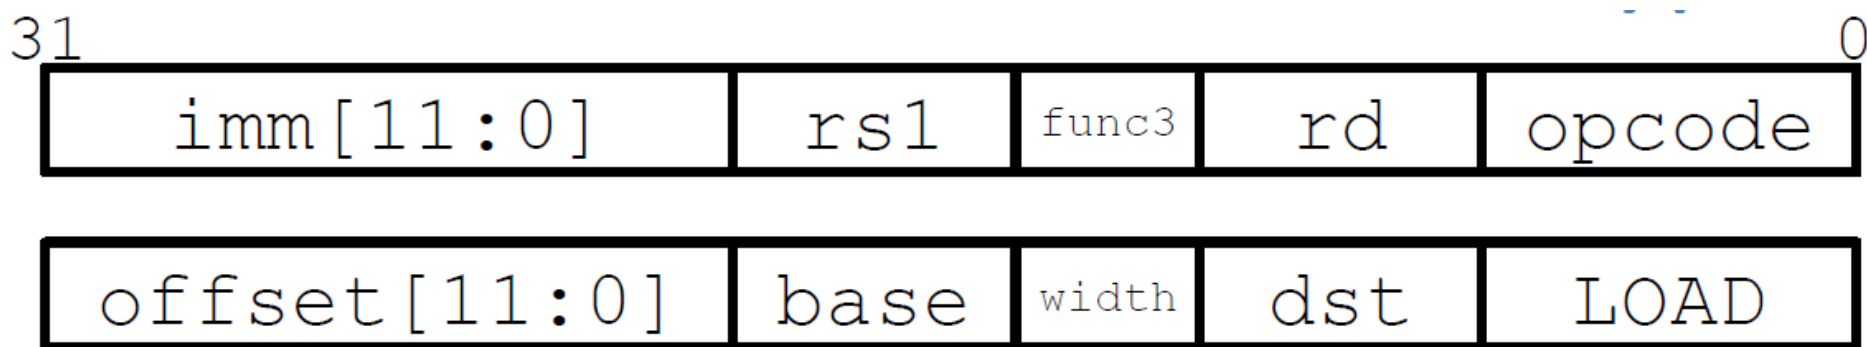 31 0
imm[11:0] rs1 func3 rd opcode
offset[11:0] base width dst LOAD